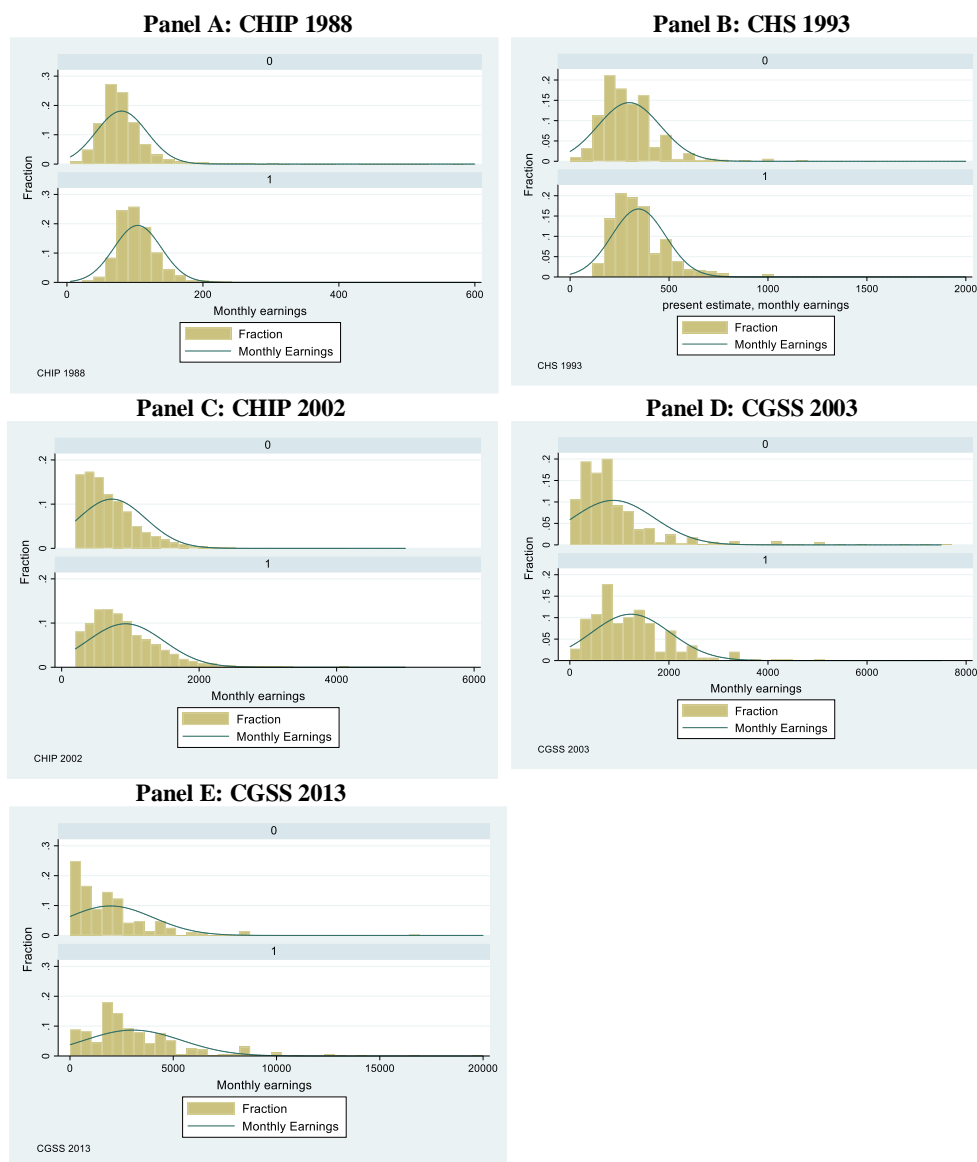 Panel A: CHIP 1988
0
.3
.2
.1
0
1
.3
.2
.1
0
Fraction
0 200 400 600
Monthly earnings
Fraction
Monthly Earnings
CHIP 1988
Panel B: CHS 1993
0
.2
.15
.1
.05
0
1
.2
.15
.1
.05
0
Fraction
0 500 1000 1500 2000
present estimate, monthly earnings
Fraction
Monthly Earnings
CHS 1993
Panel C: CHIP 2002
0
.2
.1
0
1
.2
.1
0
Fraction
0 2000 4000 6000
Monthly earnings
Fraction
Monthly Earnings
CHIP 2002
Panel D: CGSS 2003
0
.2
.15
.1
.05
0
1
.2
.15
.1
.05
0
Fraction
0 2000 4000 6000 8000
Monthly earnings
Fraction
Monthly Earnings
CGSS 2003
Panel E: CGSS 2013
0
.3
.2
.1
0
1
.3
.2
.1
0
Fraction
0 5000 10000 15000 20000
Monthly earnings
Fraction
Monthly Earnings
CGSS 2013